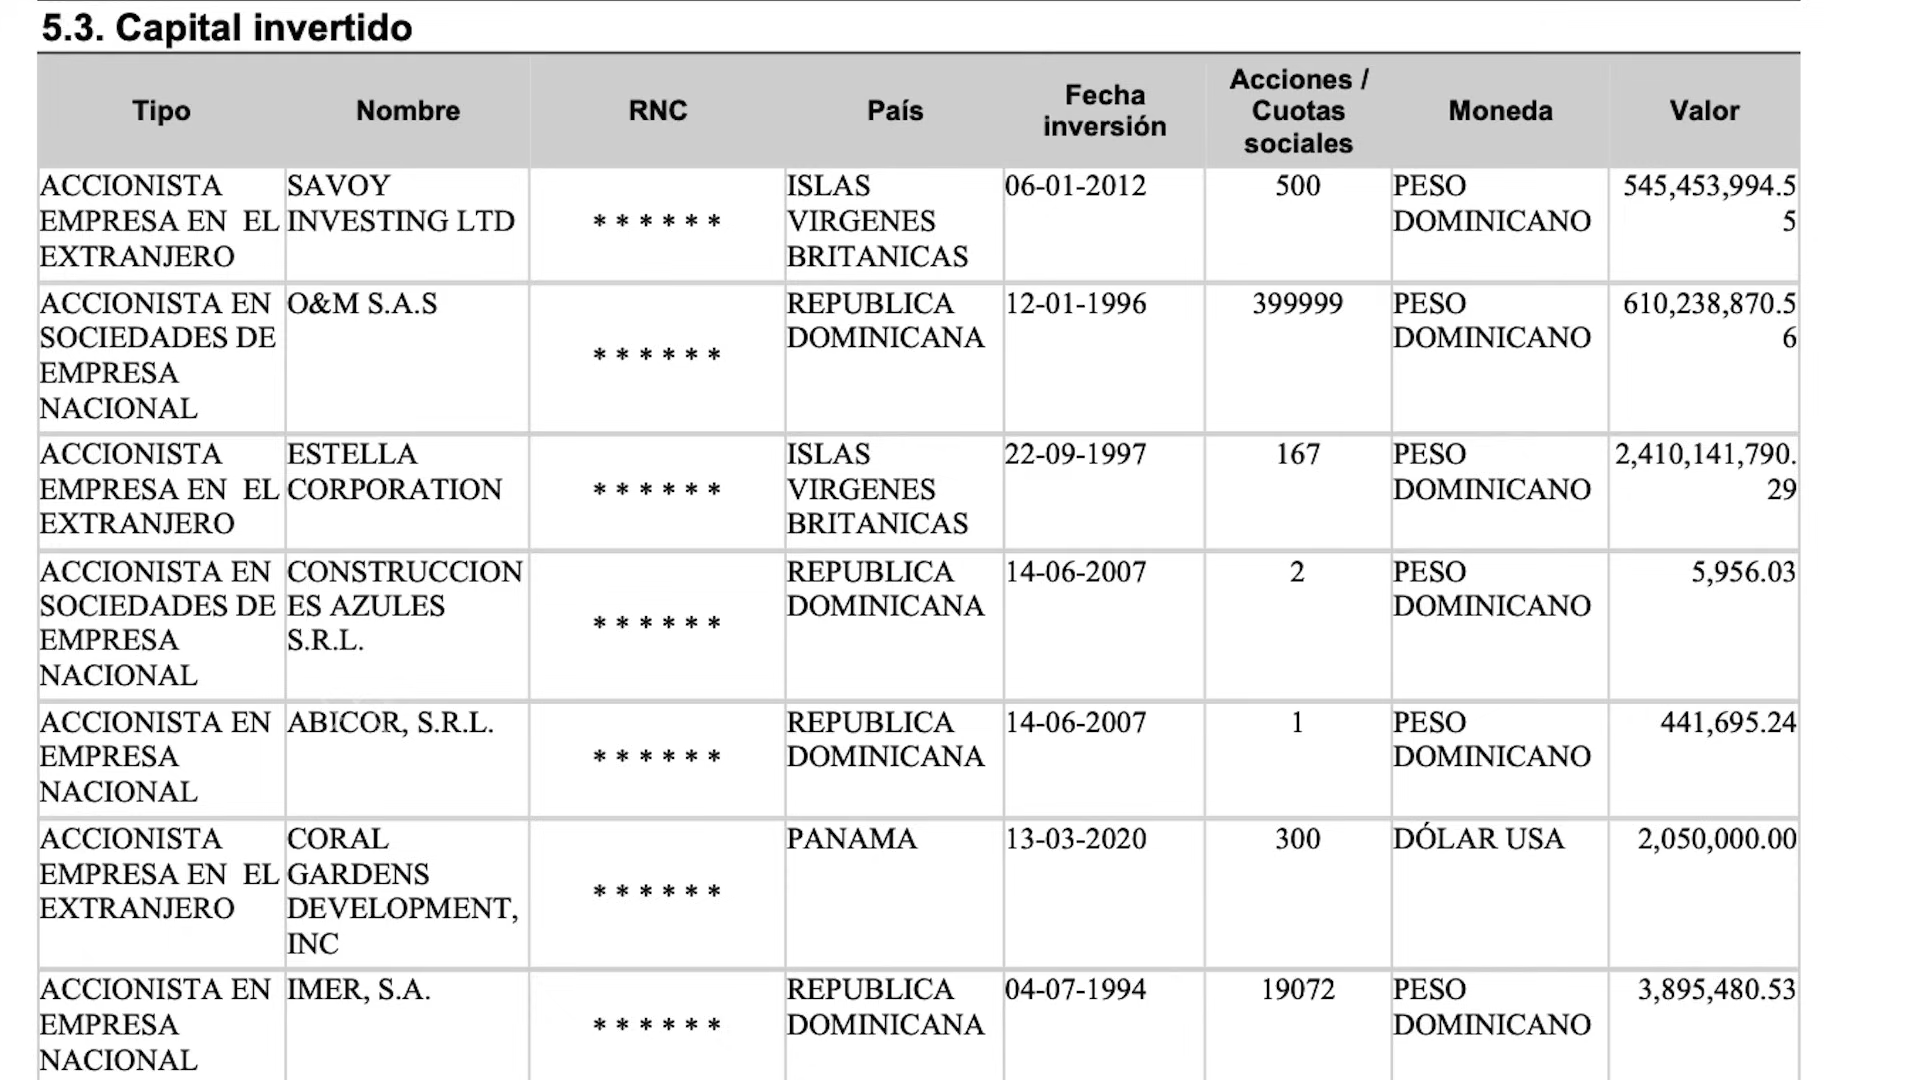 5.3. Capital invertido
Tipo
Nombre
RNC
País
Fecha
inversión
Acciones /
Cuotas
sociales
Moneda
Valor
ACCIONISTA
EMPRESA EN EL
EXTRANJERO
SAVOY
INVESTING LTD
* * * * * *
ISLAS
VIRGENES
BRITANICAS
06-01-2012
500
PESO
DOMINICANO
545,453,994.5
5
ACCIONISTA EN
SOCIEDADES DE
EMPRESA
NACIONAL
O&M S.A.S
* * * * * *
REPUBLICA
DOMINICANA
12-01-1996
399999
PESO
DOMINICANO
610,238,870.5
6
ACCIONISTA
EMPRESA EN EL
EXTRANJERO
ESTELLA
CORPORATION
* * * * * *
ISLAS
VIRGENES
BRITANICAS
22-09-1997
167
PESO
DOMINICANO
2,410,141,790.
29
ACCIONISTA EN
SOCIEDADES DE
EMPRESA
NACIONAL
CONSTRUCCION
ES AZULES
S.R.L.
* * * * * *
REPUBLICA
DOMINICANA
14-06-2007
2
PESO
DOMINICANO
5,956.03
ACCIONISTA EN
EMPRESA
NACIONAL
ABICOR, S.R.L.
* * * * * *
REPUBLICA
DOMINICANA
14-06-2007
1
PESO
DOMINICANO
441,695.24
ACCIONISTA
EMPRESA EN EL
EXTRANJERO
CORAL
GARDENS
DEVELOPMENT,
INC
* * * * * *
PANAMA
13-03-2020
300
DÓLAR USA
2,050,000.00
ACCIONISTA EN
EMPRESA
NACIONAL
IMER, S.A.
* * * * * *
REPUBLICA
DOMINICANA
04-07-1994
19072
PESO
DOMINICANO
3,895,480.53